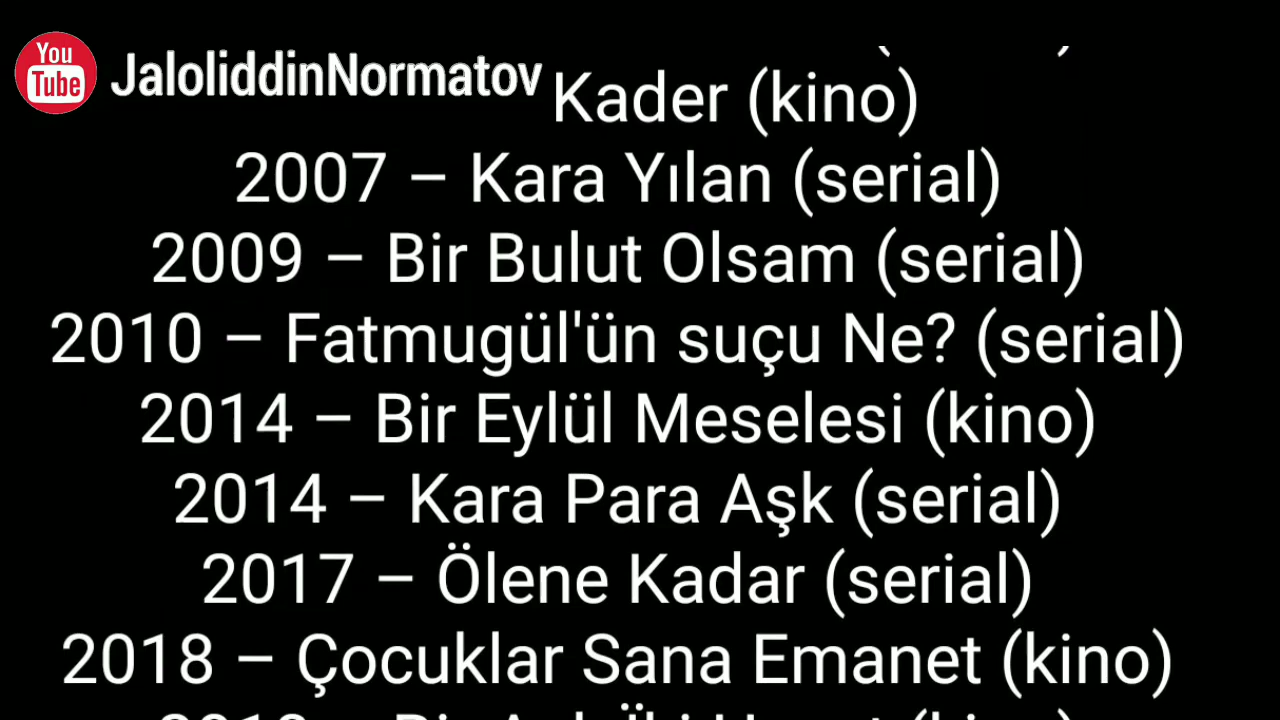 You
Tube
JaloliddinNormatov
Kader (kino)
2007 – Kara Yılan (serial)
2009 – Bir Bulut Olsam (serial)
2010 – Fatmugül'ün suçu Ne? (serial)
2014 – Bir Eylül Meselesi (kino)
2014 – Kara Para Aşk (serial)
2017 – Ölene Kadar (serial)
2018 – Çocuklar Sana Emanet (kino)